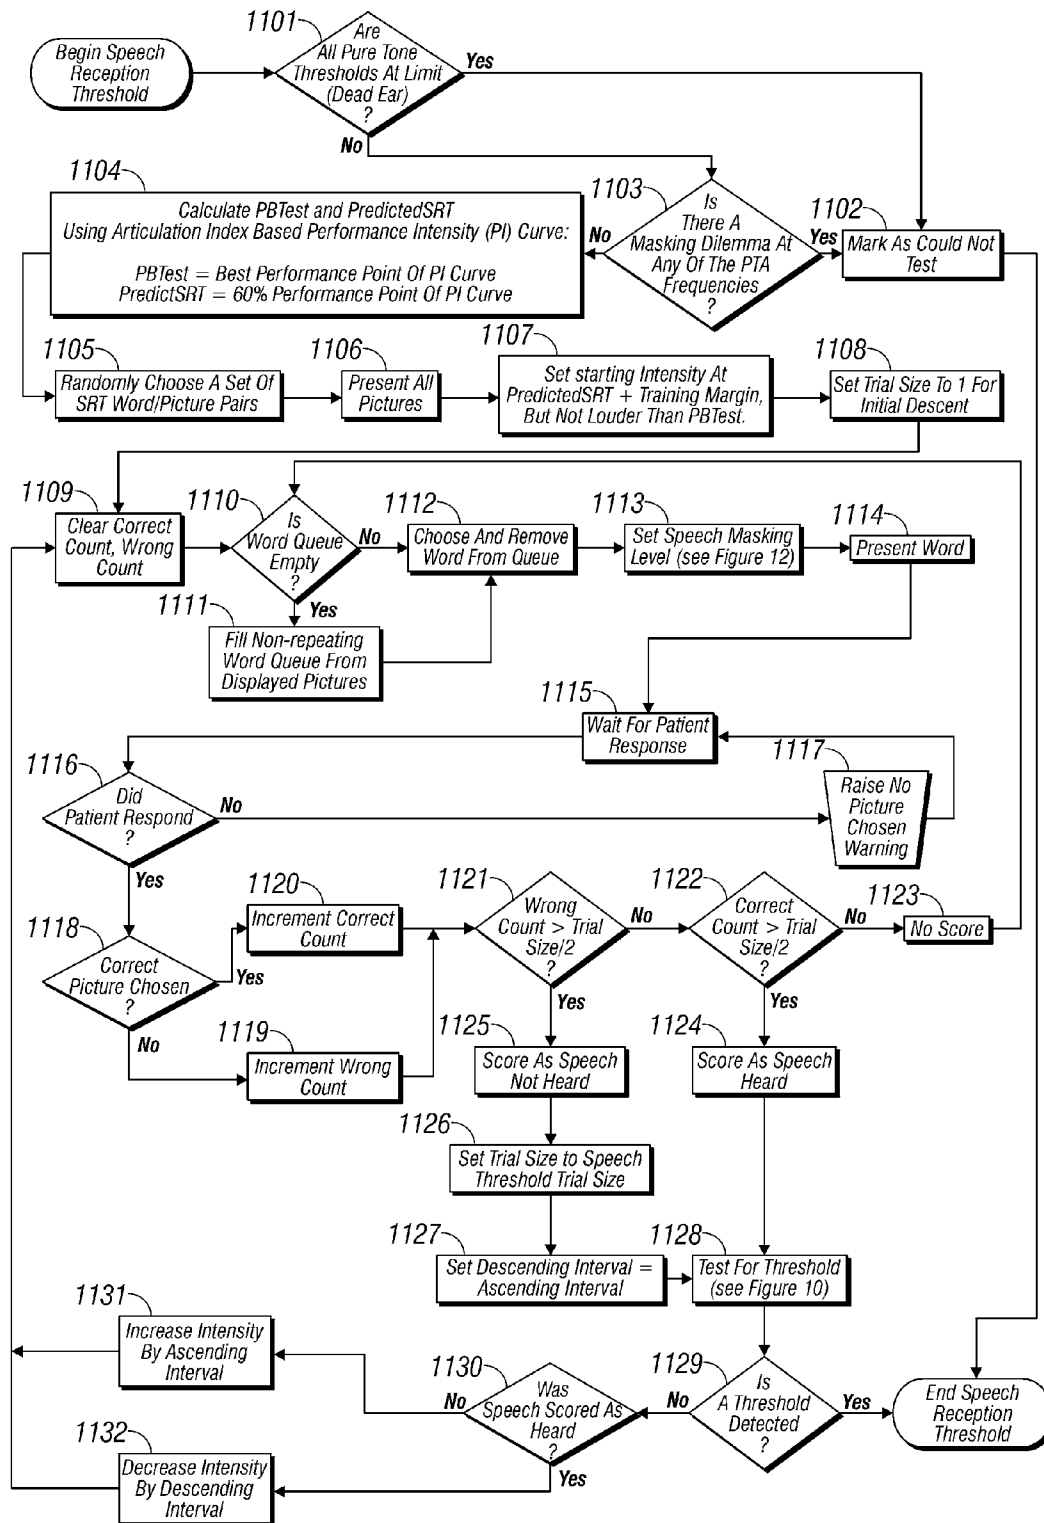 1101
Begin Speech
Reception
Threshold
Are
All Pure Tone
Thresholds At Limit
(Dead Ear)
?
Yes
No
1104
Calculate PBTest and PredictedSRT
Using Articulation Index Based Performance Intensity (PI) Curve:
PBTest = Best Performance Point Of PI Curve
PredictSRT = 60% Performance Point Of PI Curve
1103
Is
There A
Masking Dilemma At
Any Of The PTA
Frequencies
?
No
Yes
1102
Mark As Could Not
Test
1105
Randomly Choose A Set Of
SRT Word/Picture Pairs
1106
Present All
Pictures
1107
Set starting Intensity At
PredictedSRT + Training Margin,
But Not Louder Than PBTest.
1108
Set Trial Size To 1 For
Initial Descent
1109
Clear Correct
Count, Wrong
Count
1110
Is
Word Queue
Empty
?
No
Yes
1112
Choose And Remove
Word From Queue
1113
Set Speech Masking
Level (see Figure 12)
1114
Present Word
1111
Fill Non-repeating
Word Queue From
Displayed Pictures
1115
Wait For Patient
Response
1116
Did
Patient Respond
?
No
Yes
1117
Raise No
Picture
Chosen
Warning
1118
Correct
Picture Chosen
?
Yes
No
1120
Increment Correct
Count
1119
Increment Wrong
Count
1121
Wrong
Count > Trial
Size/2
?
No
Yes
1122
Correct
Count > Trial
Size/2
?
No
Yes
1123
No Score
1125
Score As Speech
Not Heard
1124
Score As Speech
Heard
1126
Set Trial Size to Speech
Threshold Trial Size
1127
Set Descending Interval =
Ascending Interval
1128
Test For Threshold
(see Figure 10)
1131
Increase Intensity
By Ascending
Interval
1130
Was
Speech Scored As
Heard
?
No
Yes
1129
Is
A Threshold
Detected
?
No
Yes
End Speech
Reception
Threshold
1132
Decrease Intensity
By Descending
Interval